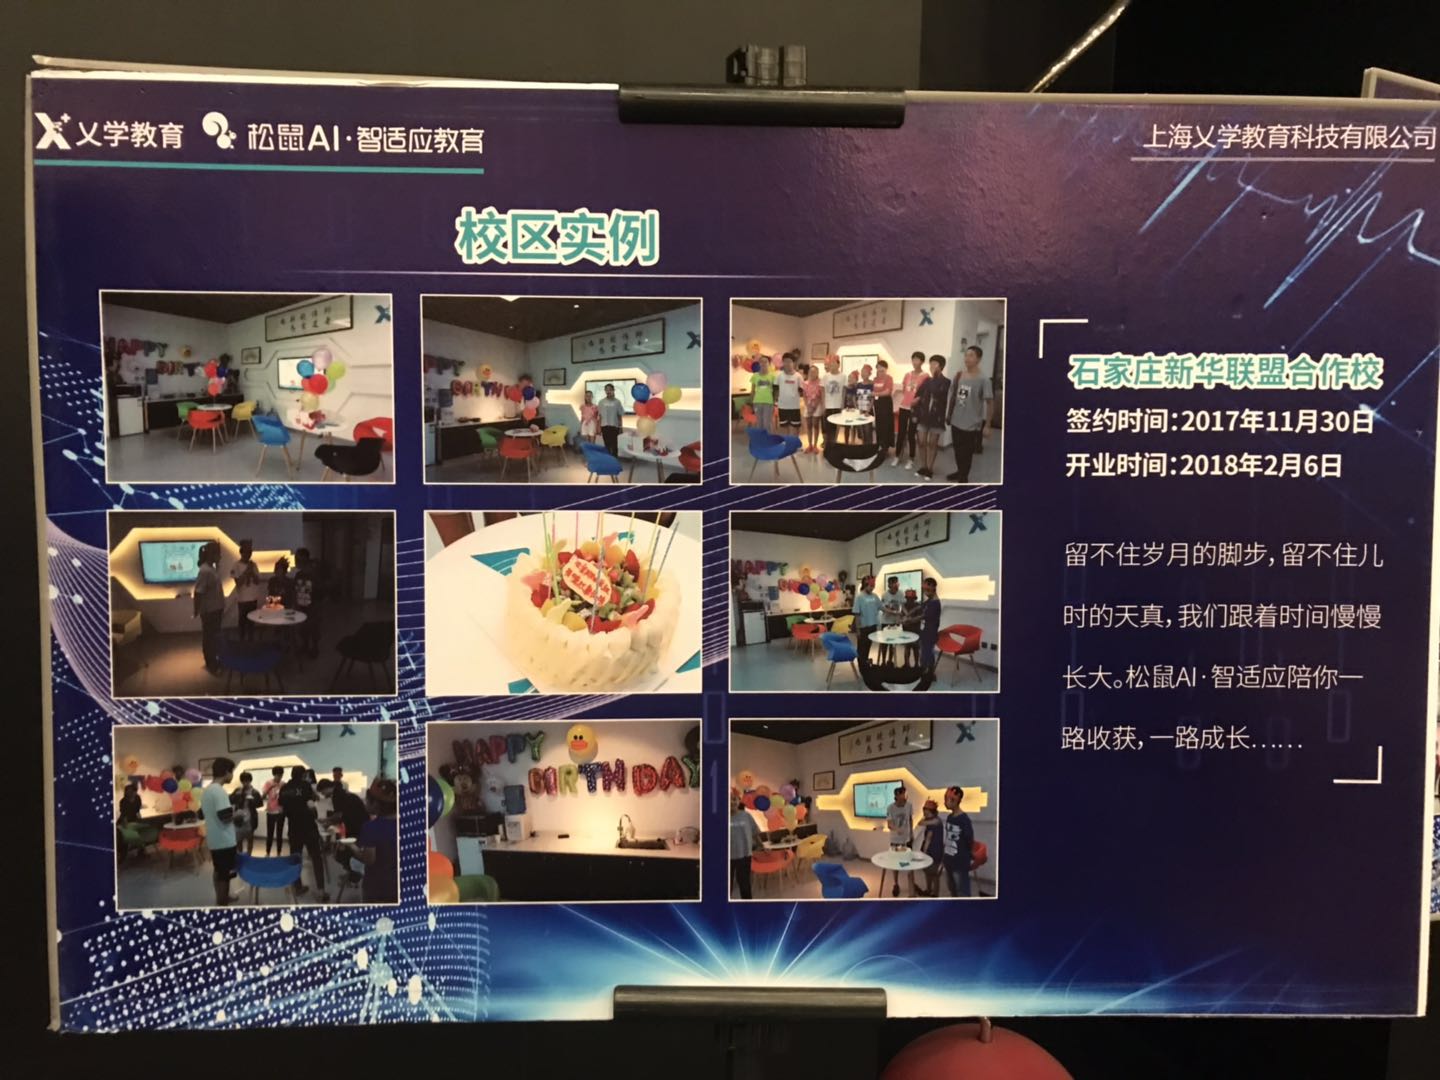 乂学教育 松鼠AI·智适应教育
上海乂学教育科技有限公司
校区实例
HAPPY
BIRTHDAY
石家庄新华联盟合作校
签约时间：2017年11月30日
开业时间：2018年2月6日
留不住岁月的脚步，留不住儿
时的天真，我们跟着时间慢慢
长大。松鼠AI·智适应陪你一
路收获，一路成长……